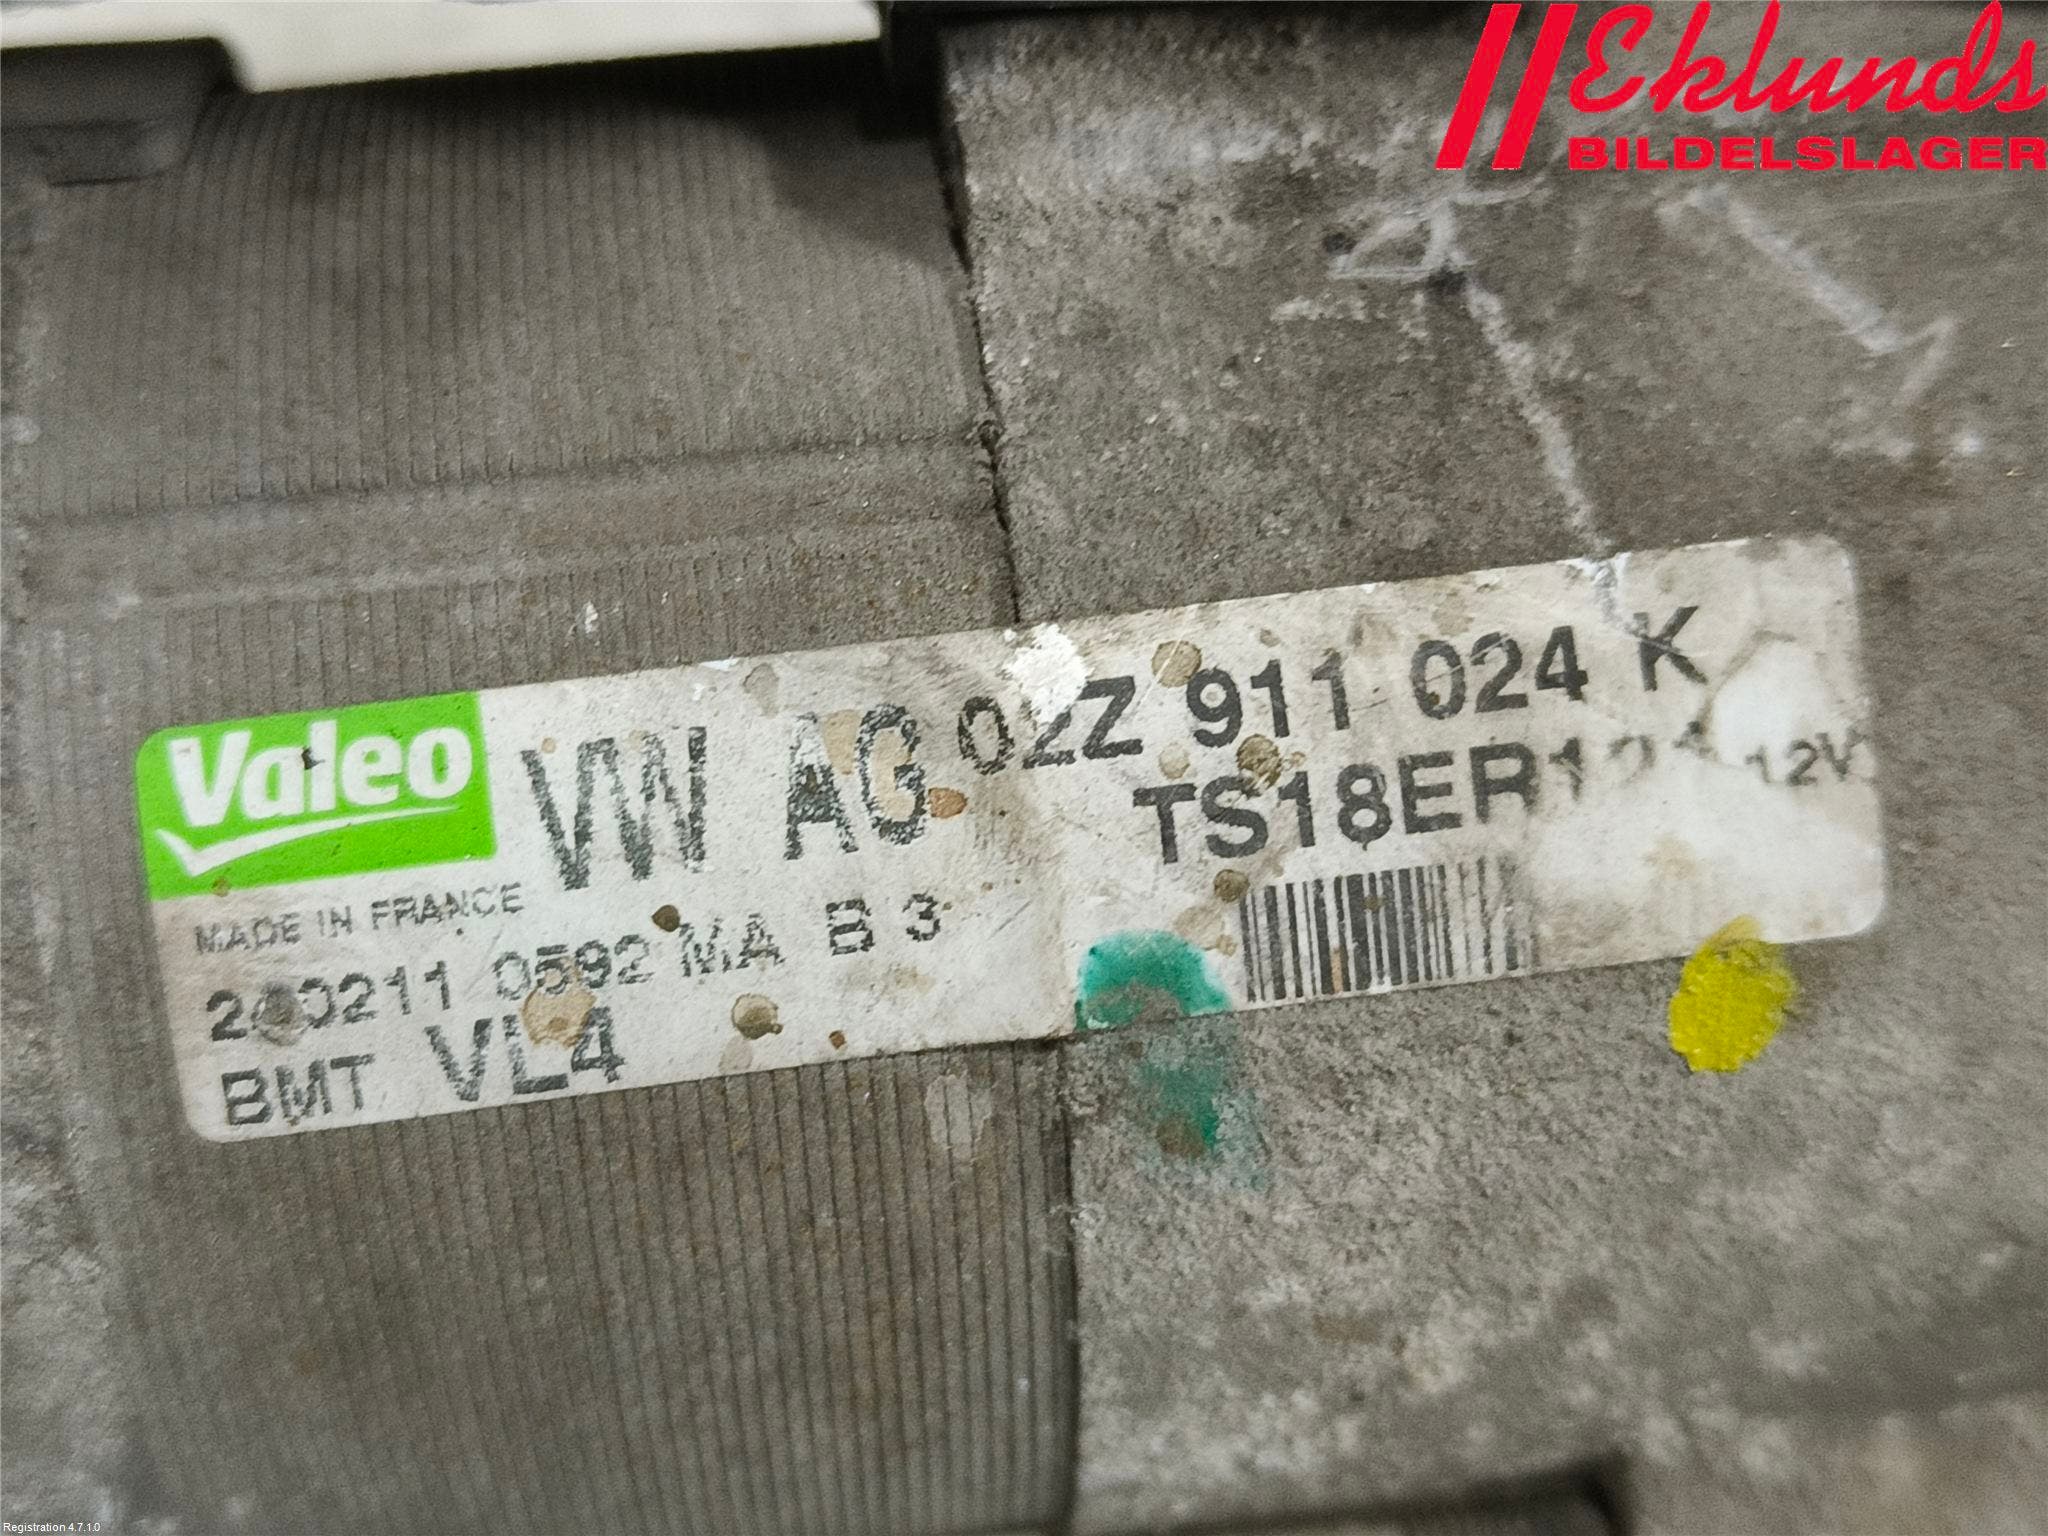 Eklunds
BILDELSLAGER
Valeo VW AG 02Z 911 024 K
TS18ER 12V
MADE IN FRANCE
0592 MA B 3
BMT VL4
Registration 4.7.1.0